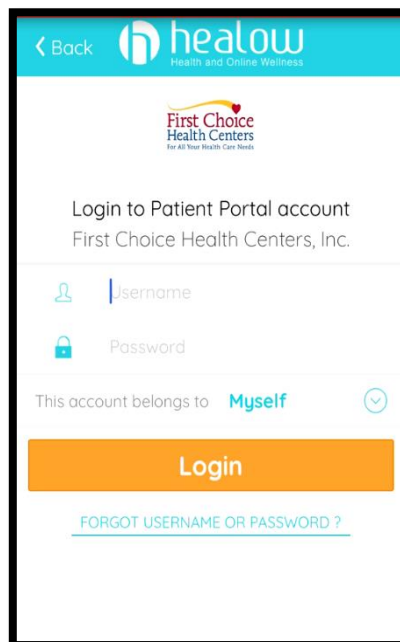 Back
healow
Health and Online Wellness
First Choice
Health Centers
For All Your Health Care Needs
Login to Patient Portal account
First Choice Health Centers, Inc.
Username
Password
This account belongs to Myself
Login
FORGOT USERNAME OR PASSWORD ?